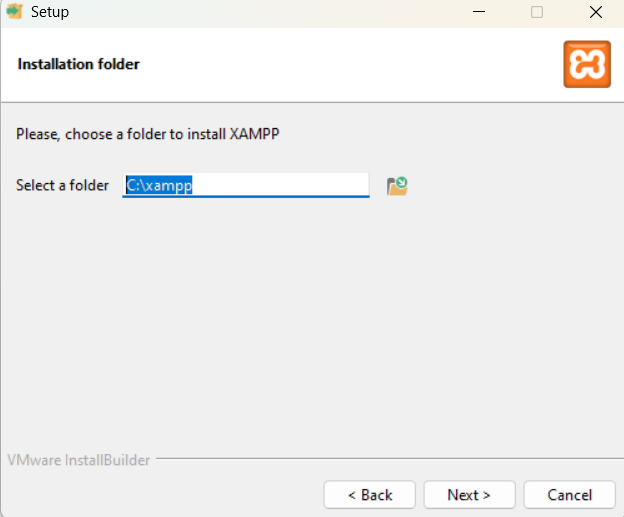 Setup
Installation folder
Please, choose a folder to install XAMPP
Select a folder C:\xampp
VMware InstallBuilder
< Back Next > Cancel